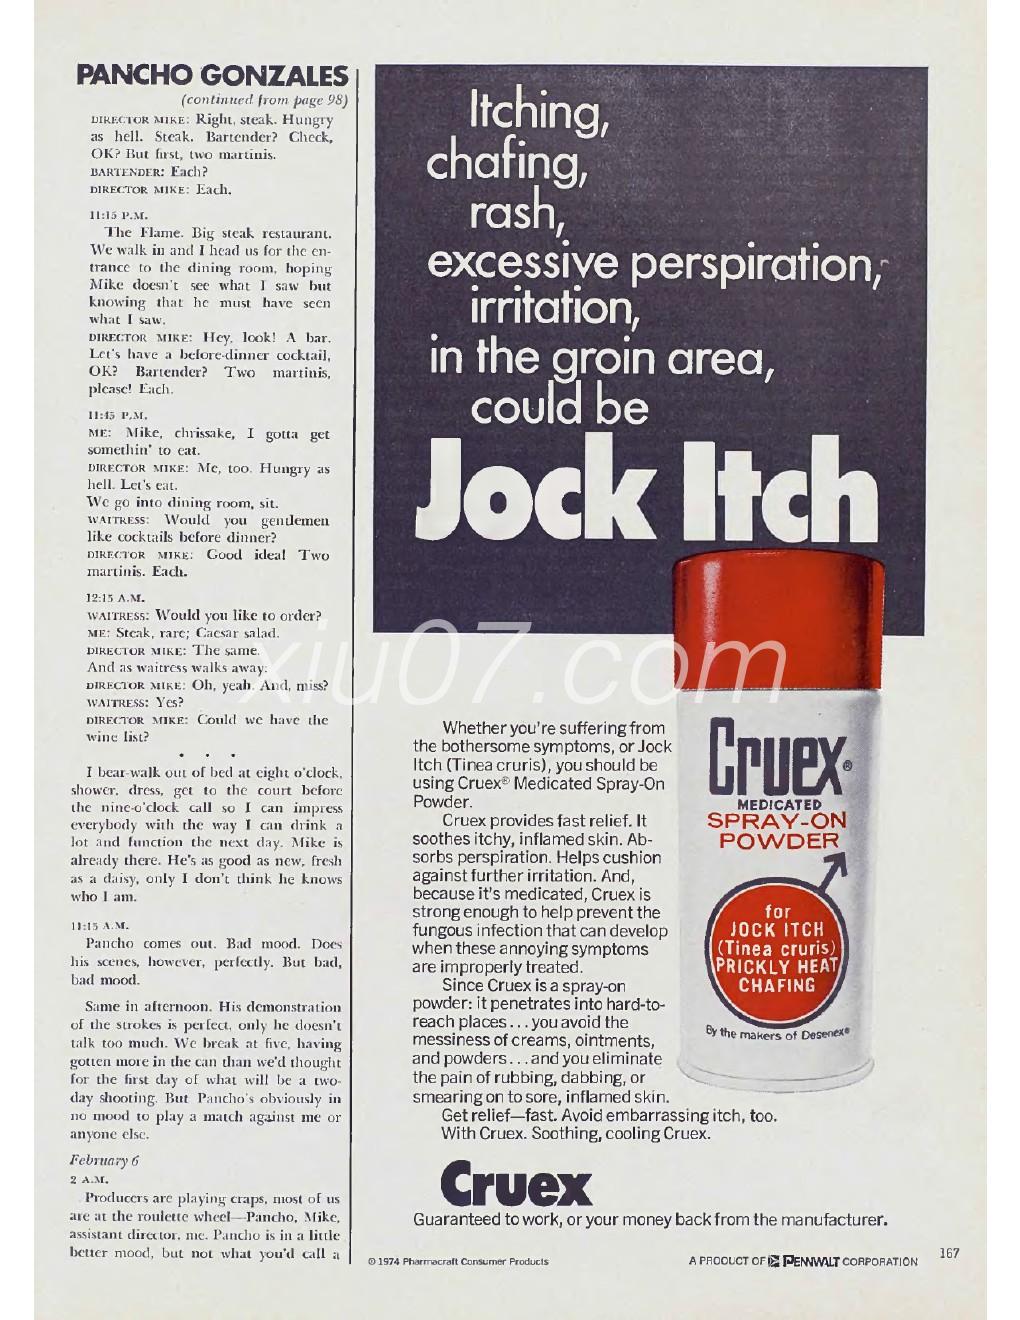 PANCHO GONZALES
(continued from page 98)
DIRECTOR MIKE: Right, steak. Hungry
as hell. Steak. Bartender? Check,
OK? But first, two martinis.
BARTENDER: Each?
DIRECTOR MIKE: Each.
11:15 P.M.
The Flame. Big steak restaurant.
We walk in and I head us for the en-
trance to the dining room, hoping
Mike doesn't see what I saw but
knowing that he must have seen
what I saw.
DIRECTOR MIKE: Hey, look! A bar.
Let's have a before-dinner cocktail,
OK? Bartender? Two martinis,
please! Each.
11:45 P.M.
ME: Mike, chrissake, I gotta get
somethin' to eat.
DIRECTOR MIKE: Me, too. Hungry as
hell. Let's eat.
We go into dining room, sit.
WAITRESS: Would you gentlemen
like cocktails before dinner?
DIRECTOR MIKE: Good idea! Two
martinis. Each.
12:15 A.M.
WAITRESS: Would you like to order?
ME: Steak, rare; Caesar salad.
DIRECTOR MIKE: The same.
And as waitress walks away:
DIRECTOR MIKE: Oh, yeah. And, miss?
WAITRESS: Yes?
DIRECTOR MIKE: Could we have the
wine list?
. . .
I bear-walk out of bed at eight o'clock,
shower, dress, get to the court before
the nine-o'clock call so I can impress
everybody with the way I can drink a
lot and function the next day. Mike is
already there. He's as good as new, fresh
as a daisy, only I don't think he knows
who I am.
11:15 A.M.
Pancho comes out. Bad mood. Does
his scenes, however, perfectly. But bad,
bad mood.
Same in afternoon. His demonstration
of the strokes is perfect, only he doesn't
talk too much. We break at five, having
gotten more in the can than we'd thought
for the first day of what will be a two-
day shooting. But Pancho's obviously in
no mood to play a match against me or
anyone else.
February 6
2 A.M.
Producers are playing craps, most of us
are at the roulette wheel—Pancho, Mike,
assistant director, me. Pancho is in a little
better mood, but not what you'd call a
Itching,
chafing,
rash,
excessive perspiration,
irritation,
in the groin area,
could be
Jock Itch
xiu07.com
Whether you're suffering from
the bothersome symptoms, or Jock
Itch (Tinea cruris), you should be
using Cruex® Medicated Spray-On
Powder.
Cruex provides fast relief. It
soothes itchy, inflamed skin. Ab-
sorbs perspiration. Helps cushion
against further irritation. And,
because it's medicated, Cruex is
strong enough to help prevent the
fungous infection that can develop
when these annoying symptoms
are improperly treated.
Since Cruex is a spray-on
powder: it penetrates into hard-to-
reach places... you avoid the
messiness of creams, ointments,
and powders... and you eliminate
the pain of rubbing, dabbing, or
smearing on to sore, inflamed skin.
Get relief—fast. Avoid embarrassing itch, too.
With Cruex. Soothing, cooling Cruex.
Cruex®
MEDICATED
SPRAY-ON
POWDER
for
JOCK ITCH
(Tinea cruris)
PRICKLY HEAT
CHAFING
By the makers of Desenex®
Cruex
Guaranteed to work, or your money back from the manufacturer.
© 1974 Pharmacraft Consumer Products
A PRODUCT OF PENNWALT CORPORATION
167